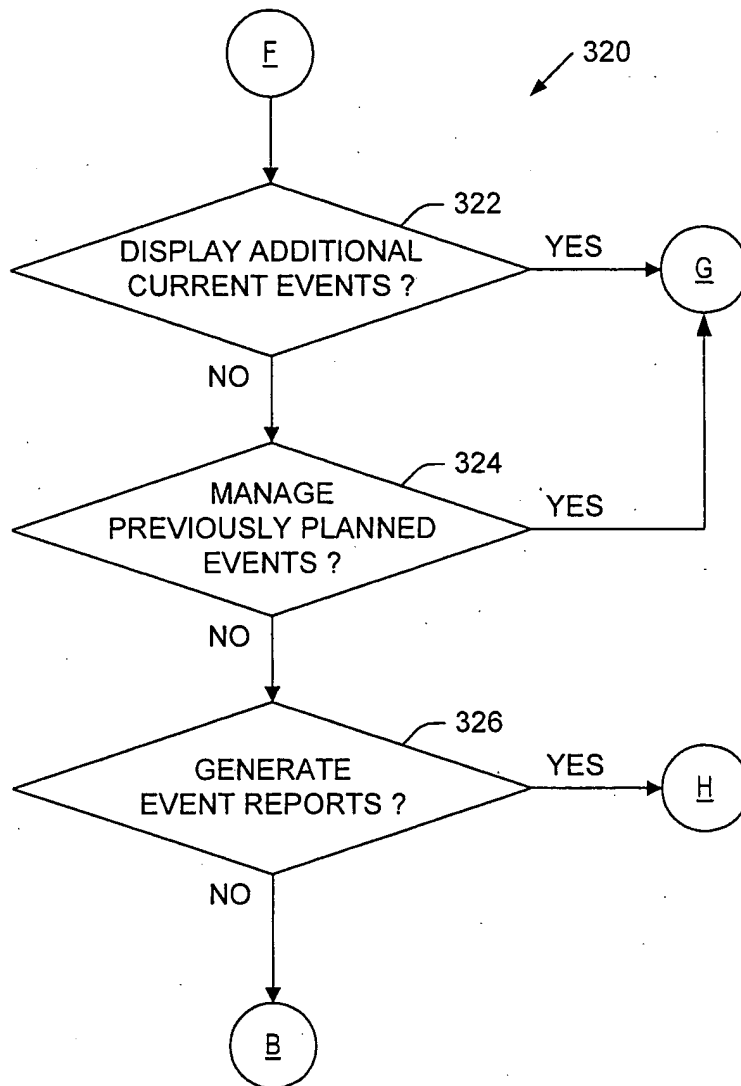 F
320
322
DISPLAY ADDITIONAL
CURRENT EVENTS ?
YES
G
NO
324
MANAGE
PREVIOUSLY PLANNED
EVENTS ?
YES
NO
326
GENERATE
EVENT REPORTS ?
YES
H
NO
B